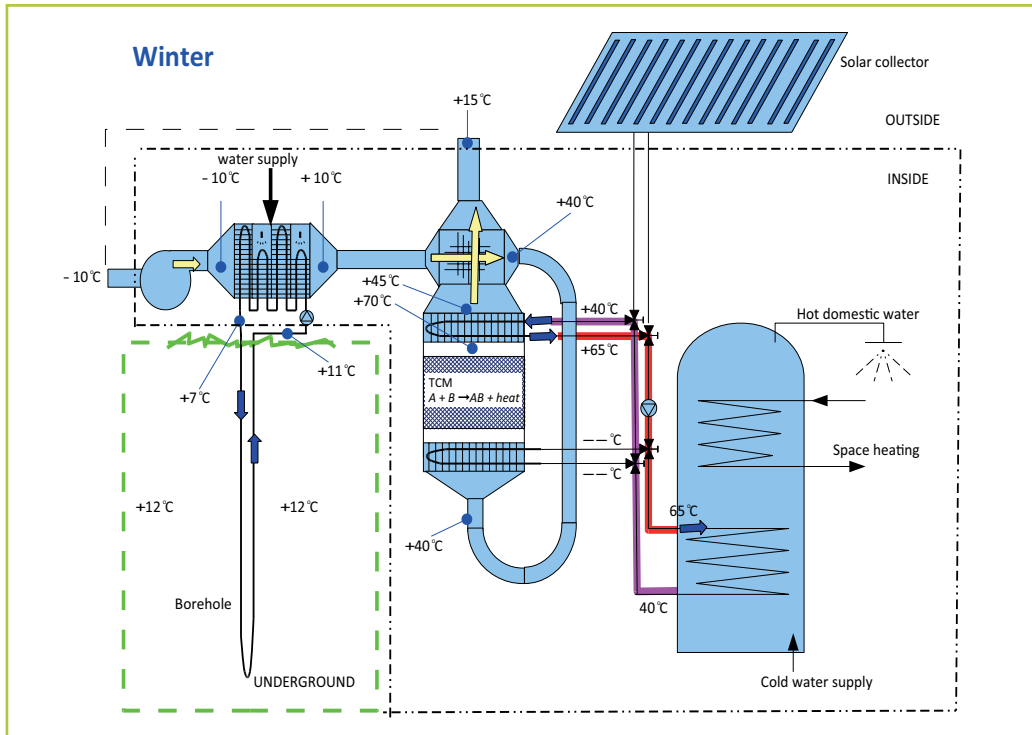 Winter
Solar collector
+15℃
OUTSIDE
water supply
INSIDE
- 10℃
+ 10℃
+40℃
- 10℃
+45℃
+70℃
+40℃
Hot domestic water
+65℃
+11℃
+7℃
TCM
A + B →AB + heat
— —℃
Space heating
— —℃
+12℃
+12℃
65℃
+40℃
Borehole
40℃
UNDERGROUND
Cold water supply